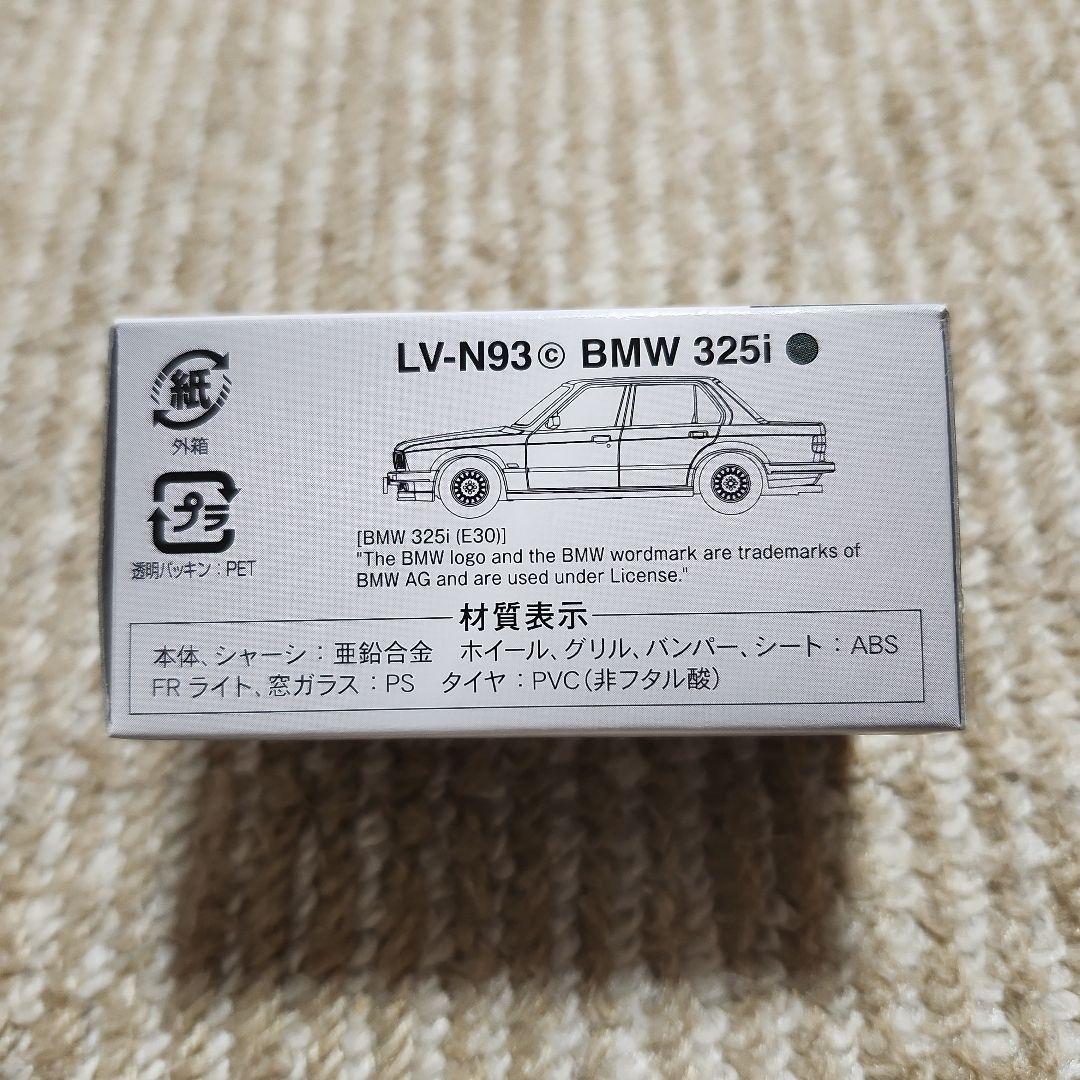 LV-N93ⓒ BMW 325i
紙
外箱
プラ
透明パッキン：PET
[BMW 325i (E30)]
"The BMW logo and the BMW wordmark are trademarks of
BMW AG and are used under License."
材質表示
本体、シャーシ：亜鉛合金　ホイール、グリル、バンパー、シート：ABS
FRライト、窓ガラス：PS　タイヤ：PVC（非フタル酸）